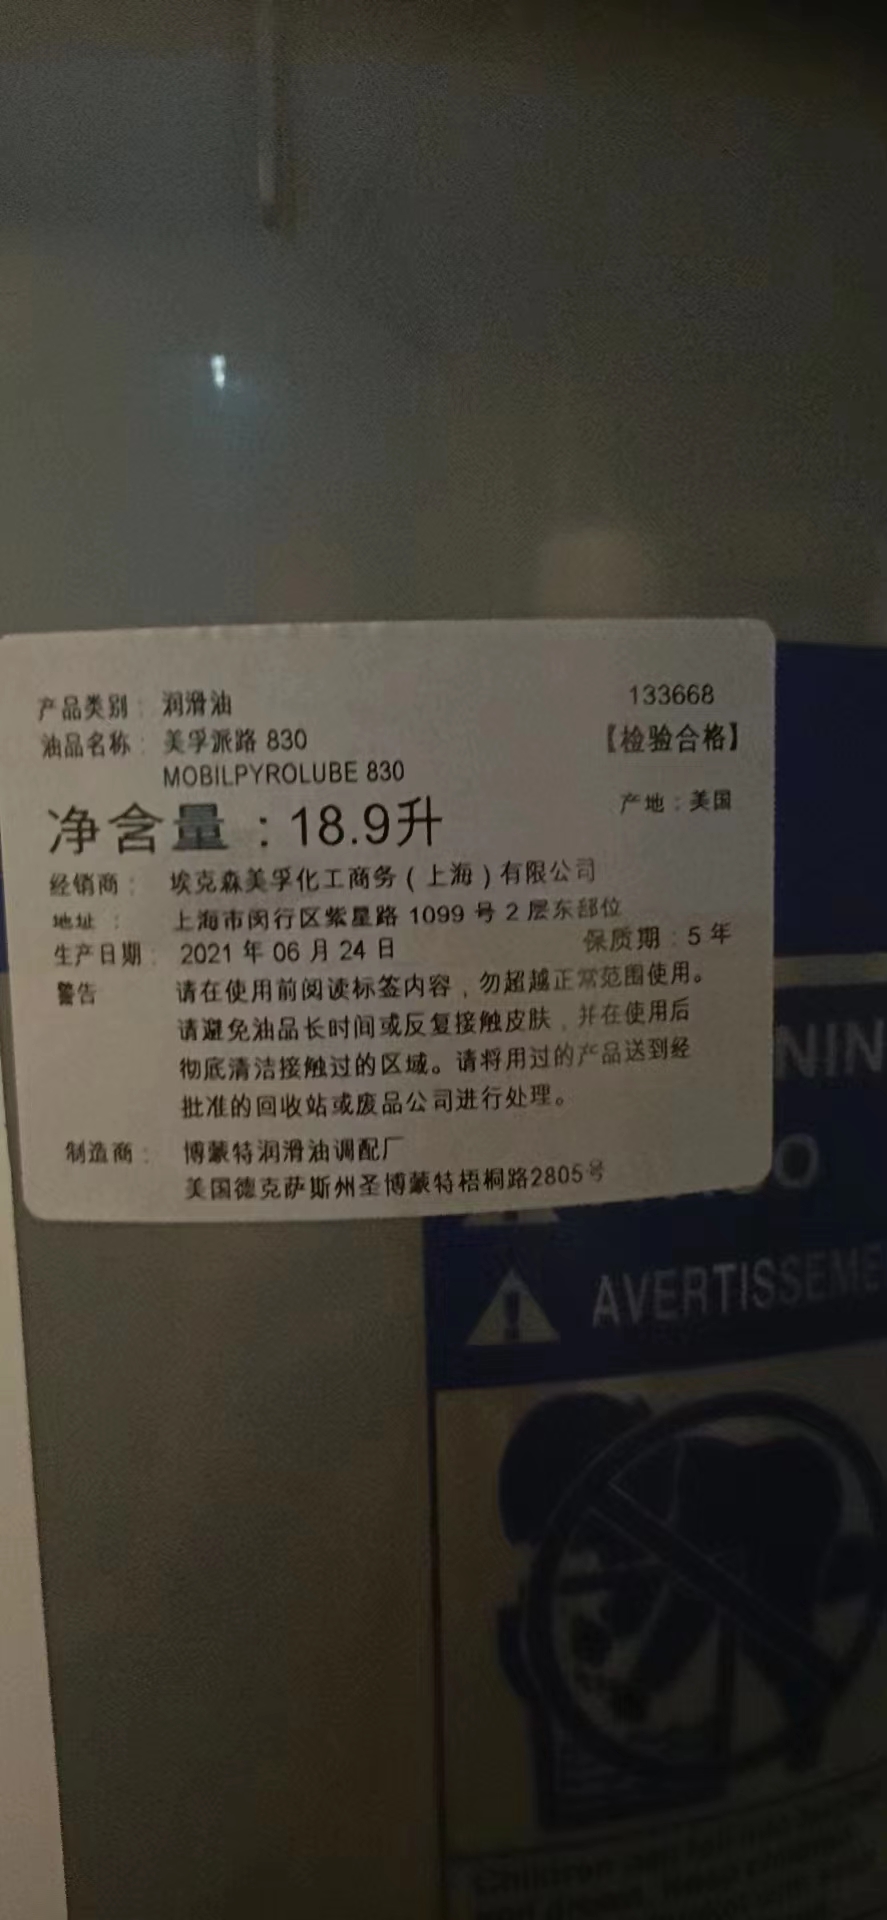 产品类别： 润滑油
133668
油品名称： 美孚派路 830
【检验合格】
MOBILPYROLUBE 830
净含量：18.9升
产地：美国
经销商： 埃克森美孚化工商务（上海）有限公司
地址： 上海市闵行区紫星路 1099 号 2 层东部位
生产日期： 2021 年 06 月 24 日
保质期：5 年
警告 请在使用前阅读标签内容，勿超越正常范围使用。
请避免油品长时间或反复接触皮肤，并在使用后
彻底清洁接触过的区域。请将用过的产品送到经
批准的回收站或废品公司进行处理。
制造商： 博蒙特润滑油调配厂
美国德克萨斯州圣博蒙特梧桐路2805号
NIN
O
AVERTISSEME
Children can fall into